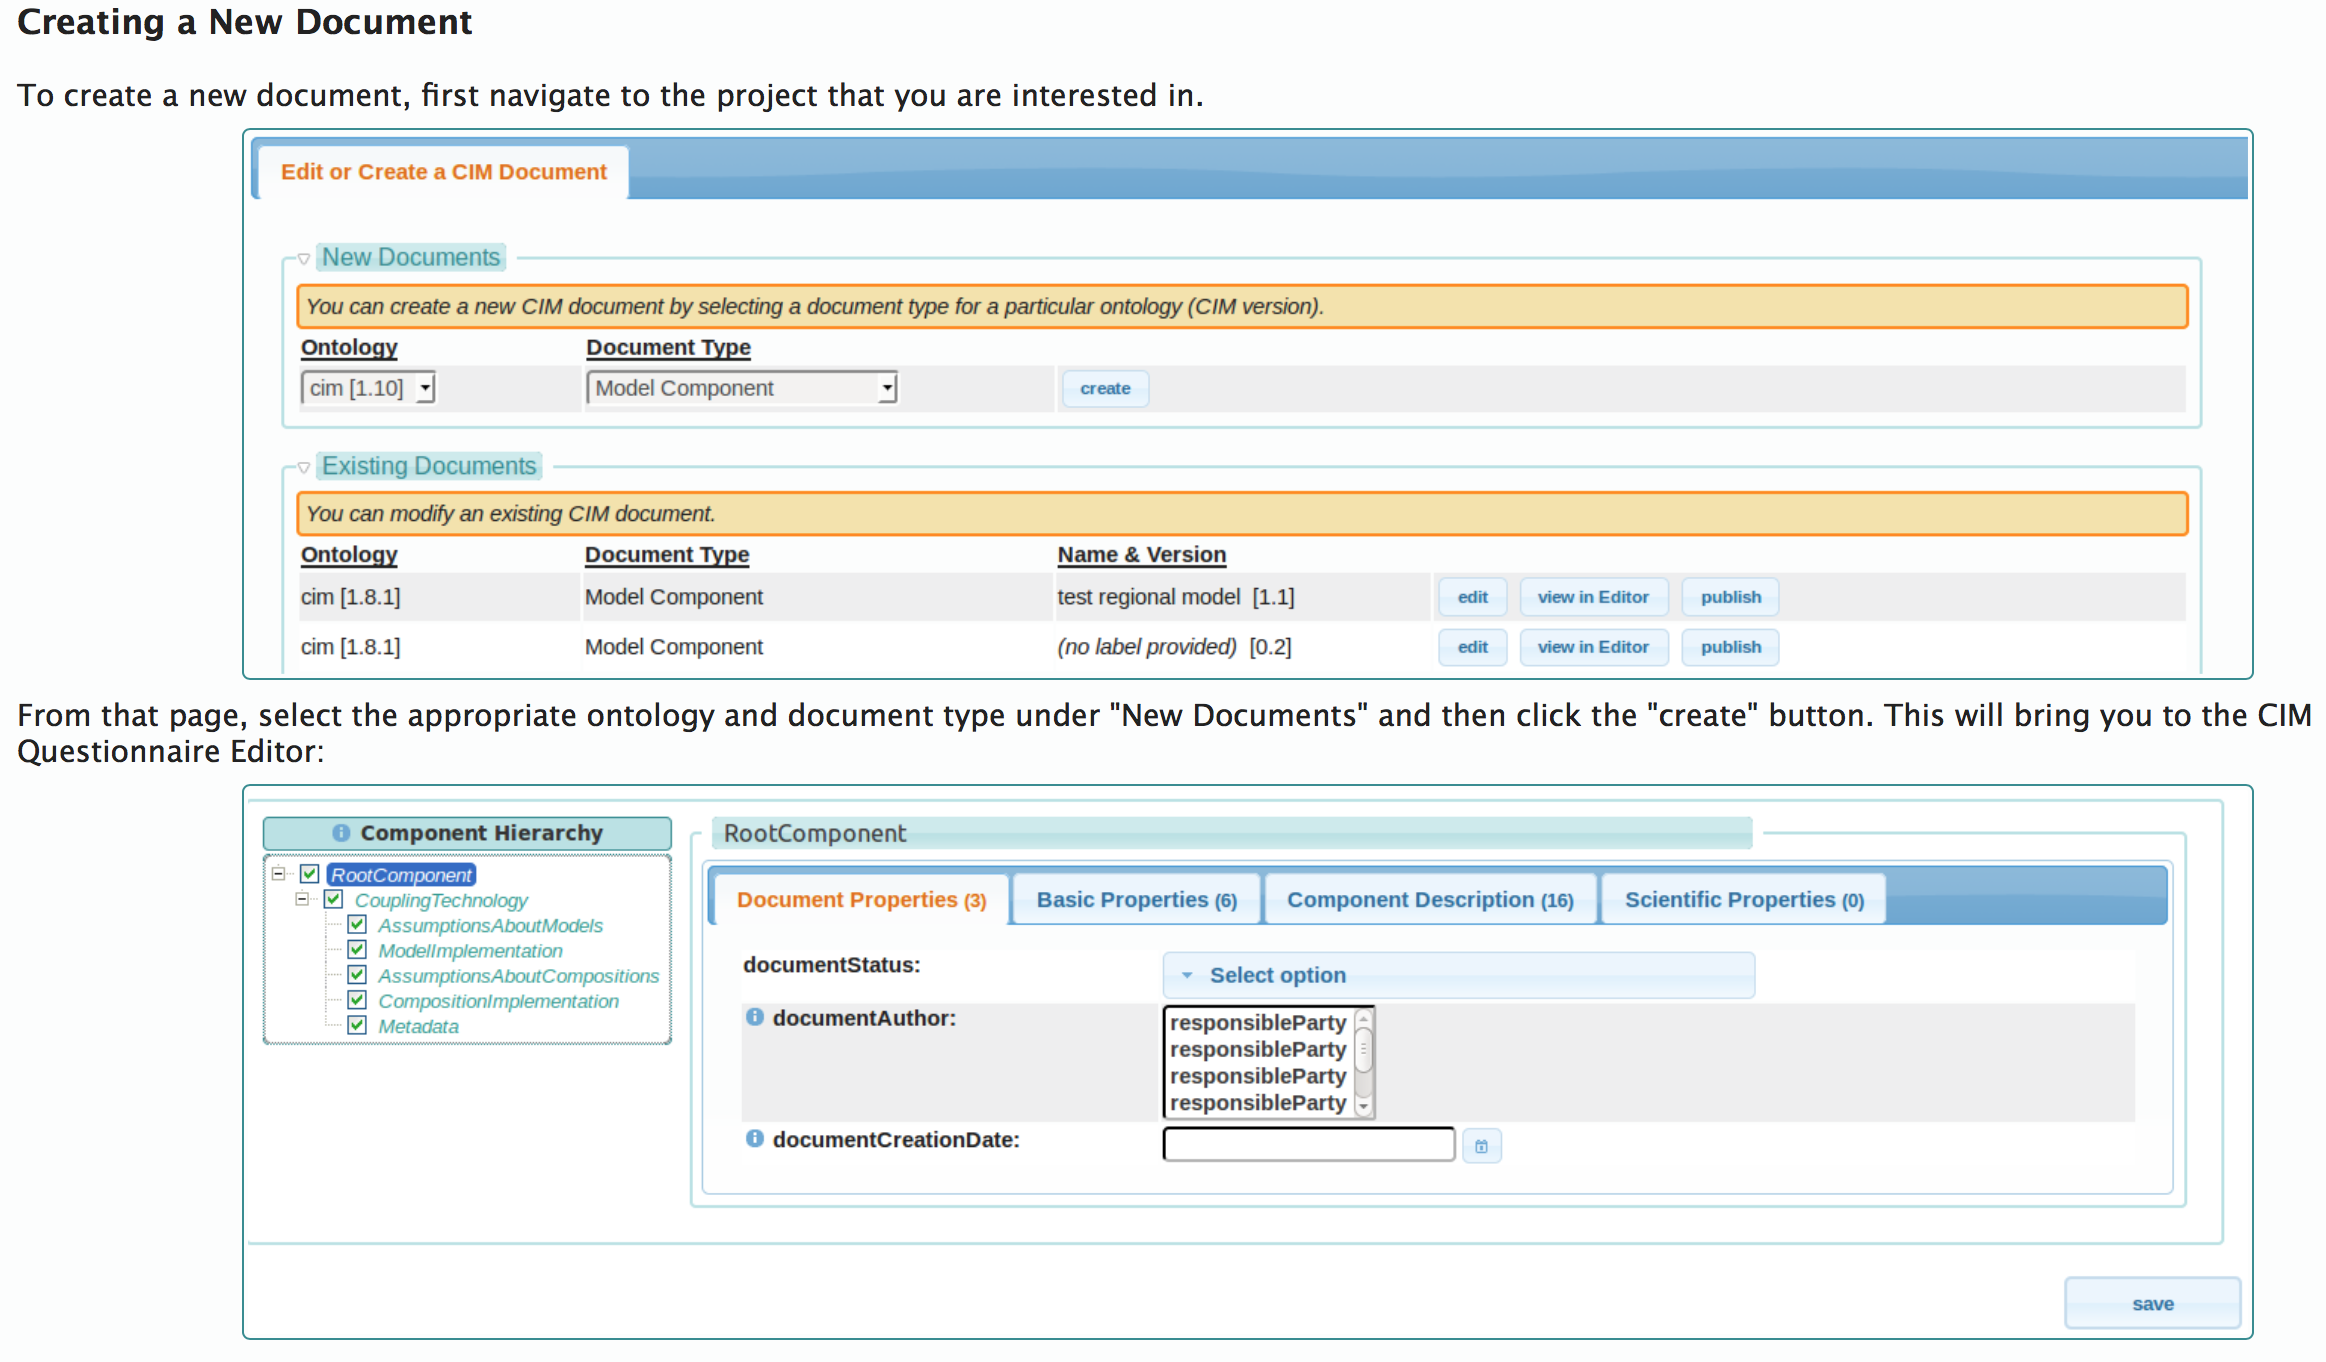 Creating a New Document
To create a new document, first navigate to the project that you are interested in.
Edit or Create a CIM Document
New Documents
You can create a new CIM document by selecting a document type for a particular ontology (CIM version).
Ontology Document Type
cim [1.10] Model Component create
Existing Documents
You can modify an existing CIM document.
Ontology Document Type Name & Version
cim [1.8.1] Model Component test regional model [1.1] edit view in Editor publish
cim [1.8.1] Model Component (no label provided) [0.2] edit view in Editor publish
From that page, select the appropriate ontology and document type under "New Documents" and then click the "create" button. This will bring you to the CIM
Questionnaire Editor:
Component Hierarchy
RootComponent
CouplingTechnology
AssumptionsAboutModels
ModelImplementation
AssumptionsAboutCompositions
CompositionImplementation
Metadata
RootComponent
Document Properties (3) Basic Properties (6) Component Description (16) Scientific Properties (0)
documentStatus: Select option
documentAuthor: responsibleParty
responsibleParty
responsibleParty
responsibleParty
documentCreationDate:
save